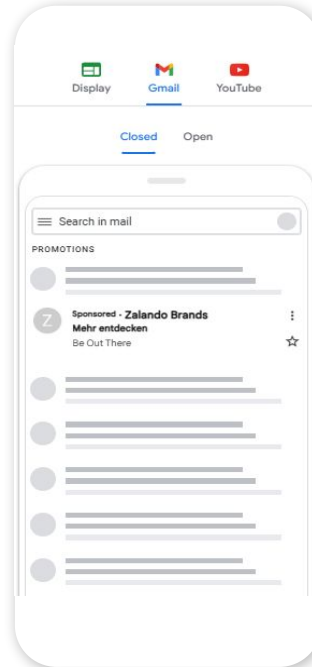 Display Gmail YouTube
Closed Open
Search in mail
PROMOTIONS
Z
Sponsored · Zalando Brands
Mehr entdecken
Be Out There